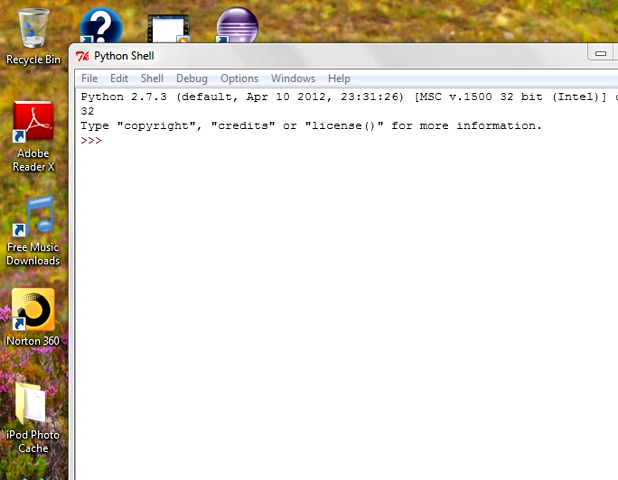 Recycle Bin
Python Shell
File Edit Shell Debug Options Windows Help
Python 2.7.3 (default, Apr 10 2012, 23:31:26) [MSC v.1500 32 bit (Intel)]
32
Type "copyright", "credits" or "license()" for more information.
>>>
Adobe
Reader X
Free Music
Downloads
Norton 360
iPod Photo
Cache